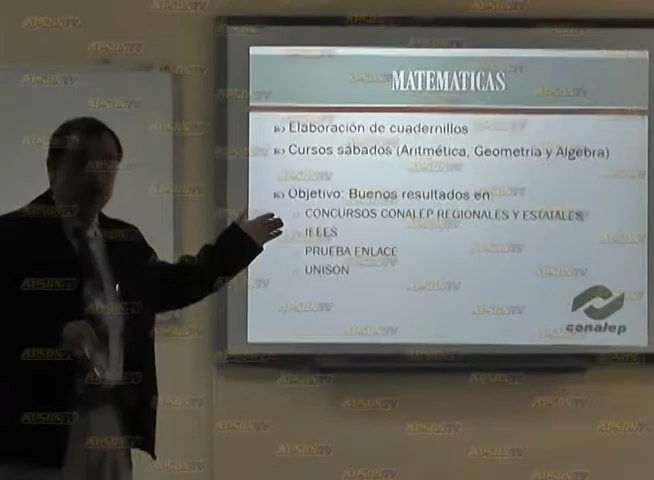 MATEMATICAS
Elaboración de cuadernillos
Cursos sábados (Aritmética, Geometría y Algebra)
Objetivo: Buenos resultados en:
CONCURSOS CONALEP REGIONALES Y ESTATALES
IEEES
PRUEBA ENLACE
UNISON
conalep